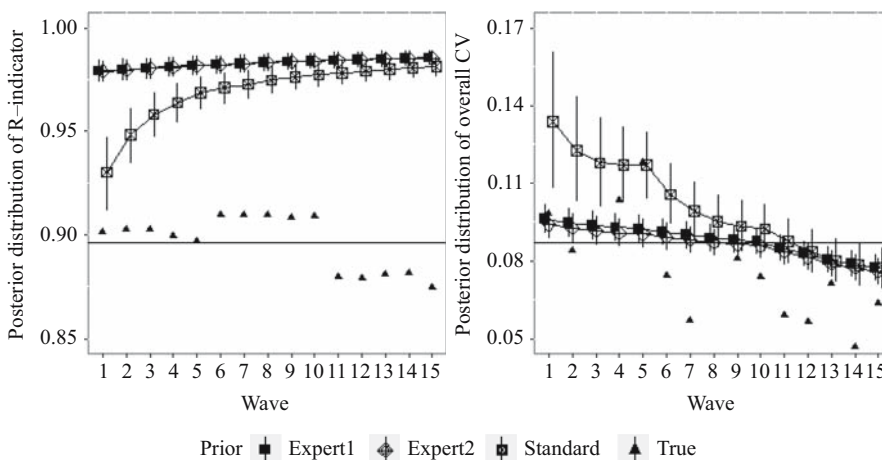 Posterior distribution of R–indicator
1.00
0.95
0.90
0.85
1 2 3 4 5 6 7 8 9 10 11 12 13 14 15
Wave
Posterior distribution of overall CV
0.17
0.14
0.11
0.08
0.05
1 2 3 4 5 6 7 8 9 10 11 12 13 14 15
Wave
Prior Expert1 Expert2 Standard True